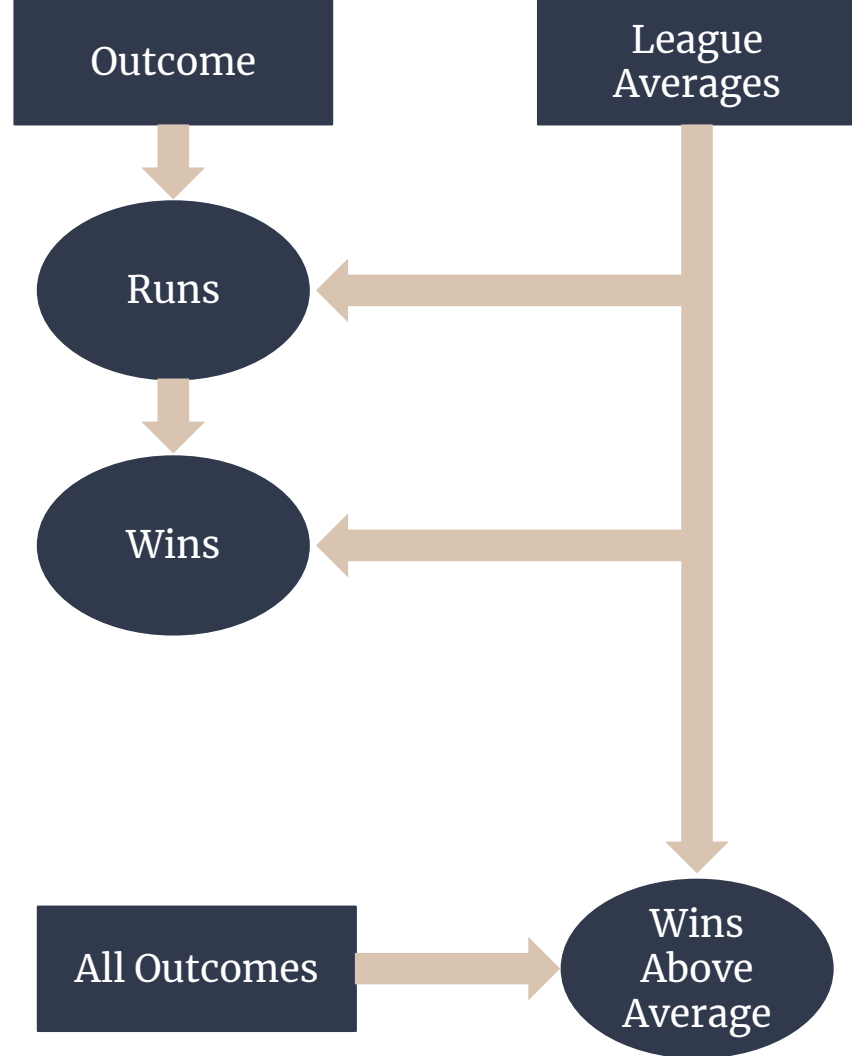 Outcome
League
Averages
Runs
Wins
All Outcomes
Wins
Above
Average